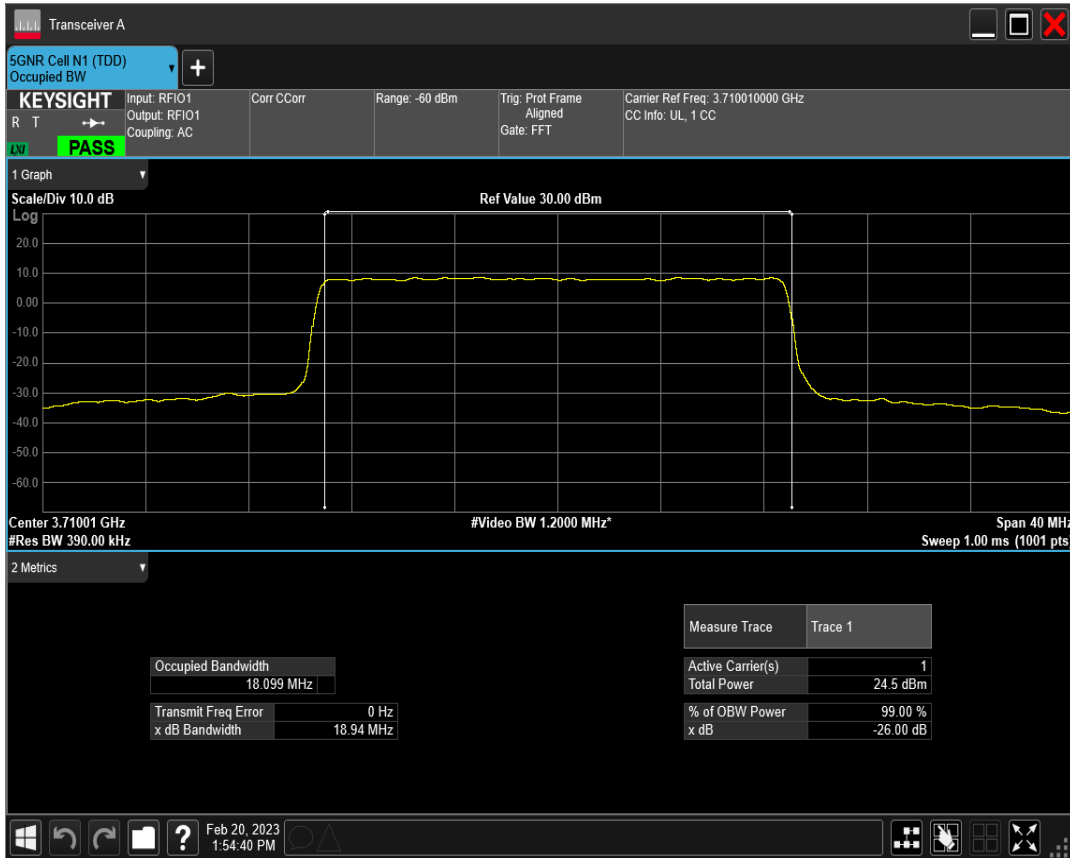 Transceiver A
5GNR Cell N1 (TDD)
Occupied BW
+
KEYSIGHT
R T
LXI
PASS
Input: RFIO1
Output: RFIO1
Coupling: AC
Corr CCorr
Range: -60 dBm
Trig: Prot Frame
Aligned
Gate: FFT
Carrier Ref Freq: 3.710010000 GHz
CC Info: UL, 1 CC
1 Graph
Scale/Div 10.0 dB
Ref Value 30.00 dBm
Log
20.0
10.0
0.00
-10.0
-20.0
-30.0
-40.0
-50.0
-60.0
Center 3.71001 GHz
#Video BW 1.2000 MHz*
Span 40 MHz
#Res BW 390.00 kHz
Sweep 1.00 ms (1001 pts)
2 Metrics
Measure Trace Trace 1
Occupied Bandwidth
18.099 MHz
Active Carrier(s) 1
Total Power 24.5 dBm
Transmit Freq Error 0 Hz
x dB Bandwidth 18.94 MHz
% of OBW Power 99.00 %
x dB -26.00 dB
?
Feb 20, 2023
1:54:40 PM